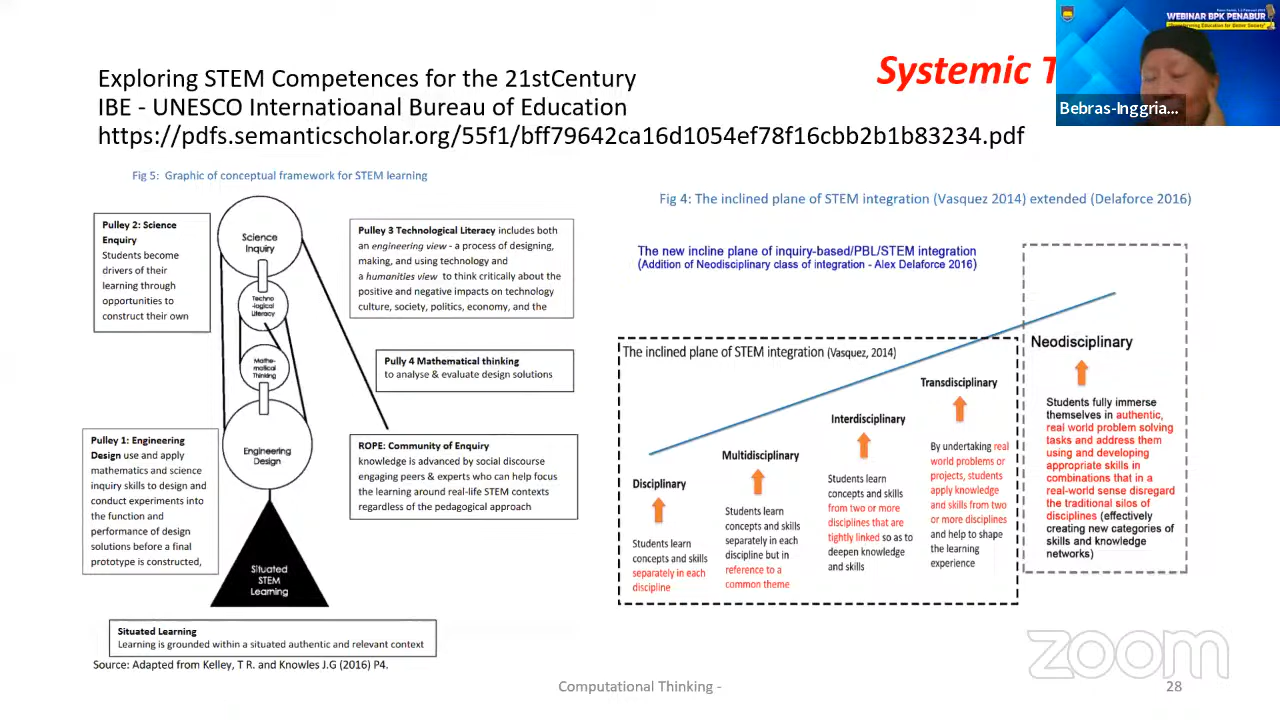 Exploring STEM Competences for the 21stCentury
IBE - UNESCO Internatioanal Bureau of Education
https://pdfs.semanticscholar.org/55f1/bff79642ca16d1054ef78f16cbb2b1b83234.pdf
Systemic T
WEBINAR BPK PENABUR
Bebras-Inggria...
Fig 5: Graphic of conceptual framework for STEM learning
Pulley 2: Science
Enquiry
Students become
drivers of their
learning through
opportunities to
construct their own
Science
Inquiry
Techno
-logical
Literacy
Mathe-
matical
Thinking
Engineering
Design
Situated
STEM
Learning
Pulley 3 Technological Literacy includes both
an engineering view - a process of designing,
making, and using technology and
a humanities view to think critically about the
positive and negative impacts on technology
culture, society, politics, economy, and the
Pully 4 Mathematical thinking
to analyse & evaluate design solutions
Pulley 1: Engineering
Design use and apply
mathematics and science
inquiry skills to design and
conduct experiments into
the function and
performance of design
solutions before a final
prototype is constructed,
ROPE: Community of Enquiry
knowledge is advanced by social discourse
engaging peers & experts who can help focus
the learning around real-life STEM contexts
regardless of the pedagogical approach
Situated Learning
Learning is grounded within a situated authentic and relevant context
Source: Adapted from Kelley, T R. and Knowles J.G (2016) P4.
Fig 4: The inclined plane of STEM integration (Vasquez 2014) extended (Delaforce 2016)
The new incline plane of inquiry-based/PBL/STEM integration
(Addition of Neodisciplinary class of integration - Alex Delaforce 2016)
The inclined plane of STEM integration (Vasquez, 2014)
Disciplinary
Students learn
concepts and skills
separately in each
discipline
Multidisciplinary
Students learn
concepts and skills
separately in each
discipline but in
reference to a
common theme
Interdisciplinary
Students learn
concepts and skills
from two or more
disciplines that are
tightly linked so as to
deepen knowledge
and skills
Transdisciplinary
By undertaking real
world problems or
projects, students
apply knowledge
and skills from two
or more disciplines
and help to shape
the learning
experience
Neodisciplinary
Students fully immerse
themselves in authentic,
real world problem solving
tasks and address them
using and developing
appropriate skills in
combinations that in a
real-world sense disregard
the traditional silos of
disciplines (effectively
creating new categories of
skills and knowledge
networks)
zoom
Computational Thinking -
28